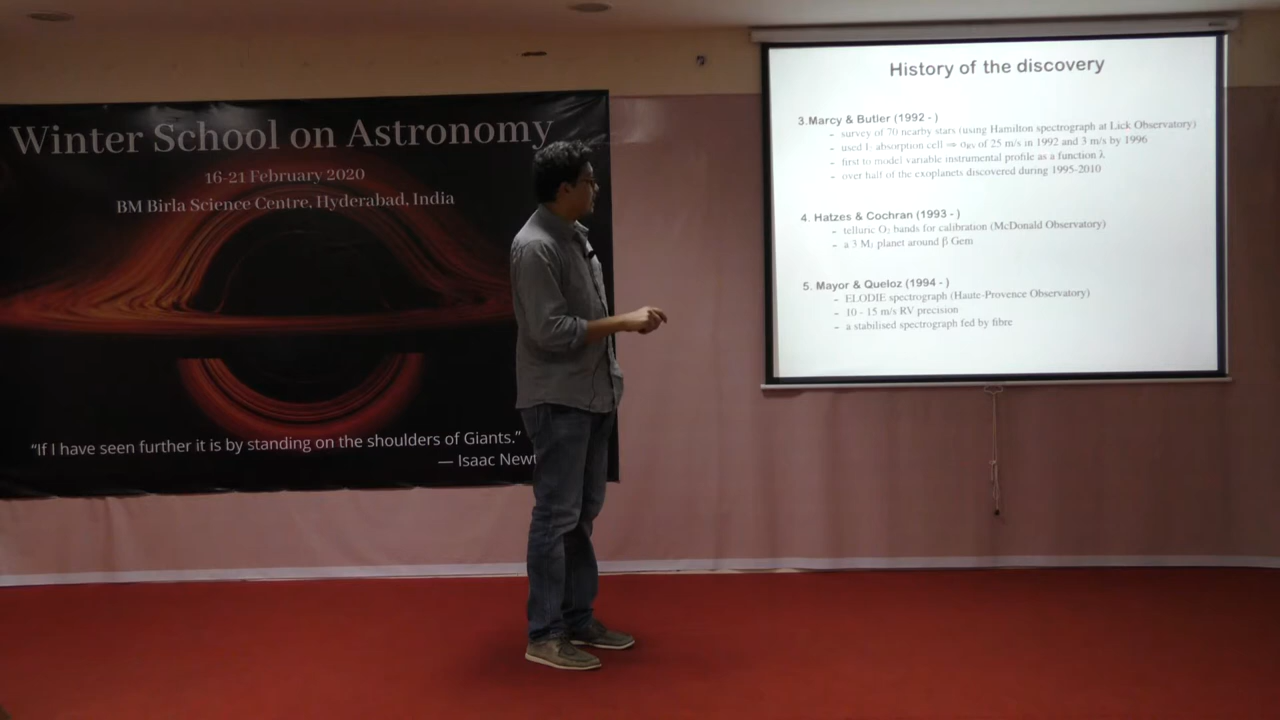 Winter School on Astronomy
16-21 February 2020
BM Birla Science Centre, Hyderabad, India
“If I have seen further it is by standing on the shoulders of Giants.”
— Isaac Newt
History of the discovery
3.Marcy & Butler (1992 - )
- survey of 70 nearby stars (using Hamilton spectrograph at Lick Observatory)
- used I₂ absorption cell ⇒ σRV of 25 m/s in 1992 and 3 m/s by 1996
- first to model variable instrumental profile as a function λ
- over half of the exoplanets discovered during 1995-2010
4. Hatzes & Cochran (1993 - )
- telluric O₂ bands for calibration (McDonald Observatory)
- a 3 MJ planet around β Gem
5. Mayor & Queloz (1994 - )
- ELODIE spectrograph (Haute-Provence Observatory)
- 10 - 15 m/s RV precision
- a stabilised spectrograph fed by fibre